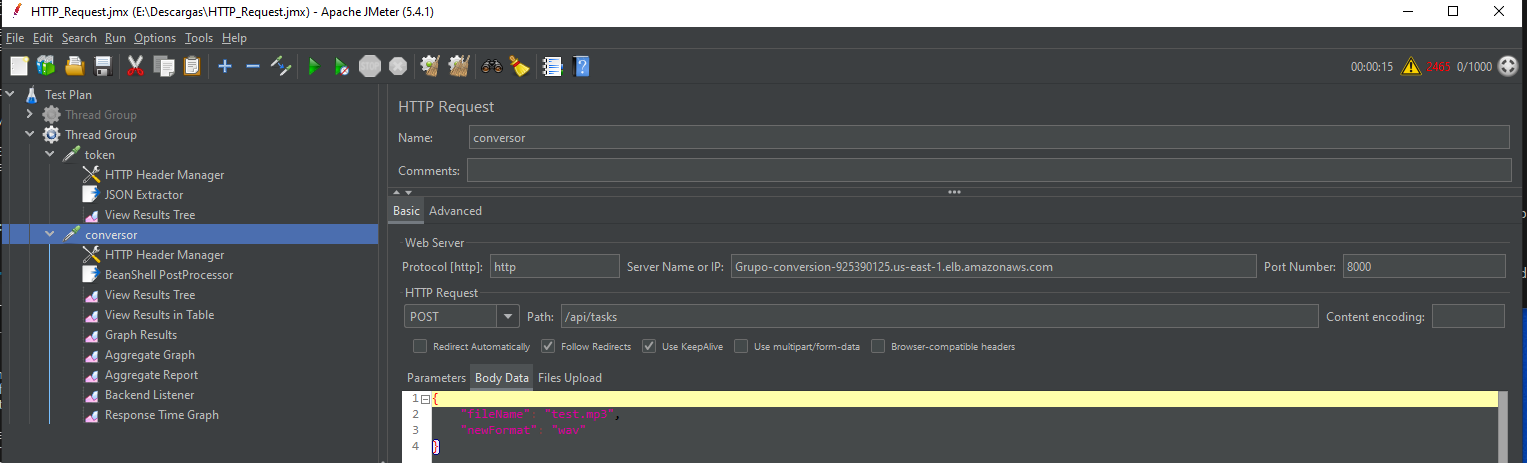 HTTP_Request.jmx (E:\Descargas\HTTP_Request.jmx) - Apache JMeter (5.4.1)
File Edit Search Run Options Tools Help
00:00:15 2465 0/1000
Test Plan
Thread Group
Thread Group
token
HTTP Header Manager
JSON Extractor
View Results Tree
conversor
HTTP Header Manager
BeanShell PostProcessor
View Results Tree
View Results in Table
Graph Results
Aggregate Graph
Aggregate Report
Backend Listener
Response Time Graph
HTTP Request
Name: conversor
Comments:
Basic Advanced
Web Server
Protocol [http]: http Server Name or IP: Grupo-conversion-925390125.us-east-1.elb.amazonaws.com Port Number: 8000
HTTP Request
POST Path: /api/tasks Content encoding:
Redirect Automatically Follow Redirects Use KeepAlive Use multipart/form-data Browser-compatible headers
Parameters Body Data Files Upload
1 {
2 "fileName": "test.mp3",
3 "newFormat": "wav"
4 }